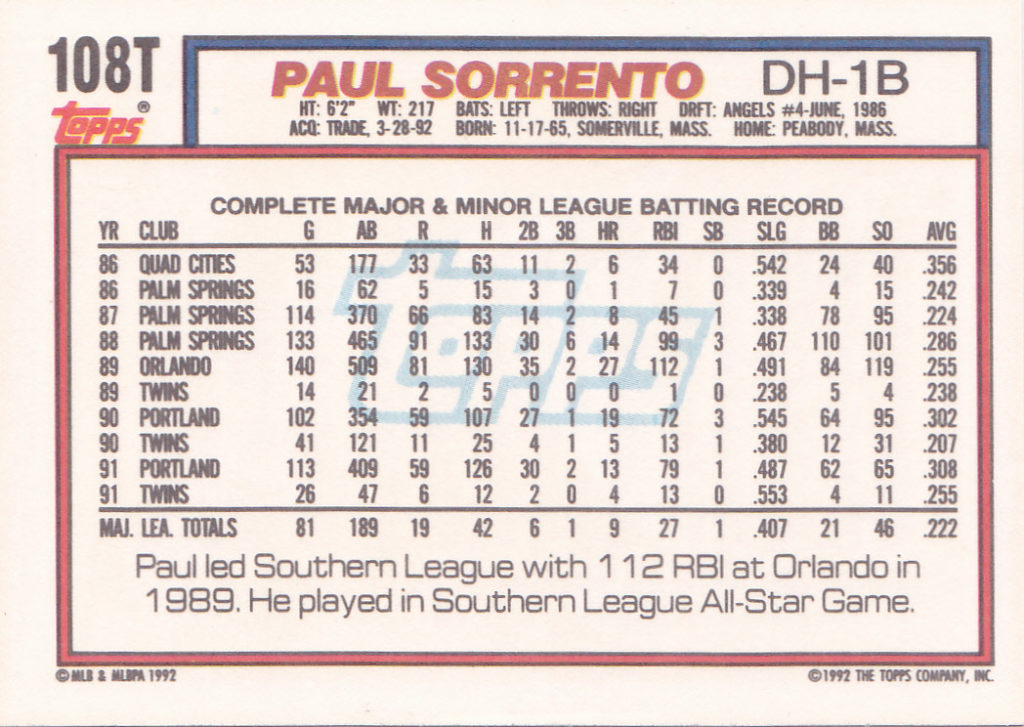 108T
Topps®
PAUL SORRENTO DH-1B
HT: 6'2" WT: 217 BATS: LEFT THROWS: RIGHT DRFT: ANGELS #4-JUNE, 1986
ACQ: TRADE, 3-28-92 BORN: 11-17-65, SOMERVILLE, MASS. HOME: PEABODY, MASS.
COMPLETE MAJOR & MINOR LEAGUE BATTING RECORD
YR CLUB G AB R H 2B 3B HR RBI SB SLG BB SO AVG
86 QUAD CITIES 53 177 33 63 11 2 6 34 0 .542 24 40 .356
86 PALM SPRINGS 16 62 5 15 3 0 1 7 0 .339 4 15 .242
87 PALM SPRINGS 114 370 66 83 14 2 8 45 1 .338 78 95 .224
88 PALM SPRINGS 133 465 91 133 30 6 14 99 3 .467 110 101 .286
89 ORLANDO 140 509 81 130 35 2 27 112 1 .491 84 119 .255
89 TWINS 14 21 2 5 0 0 0 1 0 .238 5 4 .238
90 PORTLAND 102 354 59 107 27 1 19 72 3 .545 64 95 .302
90 TWINS 41 121 11 25 4 1 5 13 1 .380 12 31 .207
91 PORTLAND 113 409 59 126 30 2 13 79 1 .487 62 65 .308
91 TWINS 26 47 6 12 2 0 4 13 0 .553 4 11 .255
MAJ. LEA. TOTALS 81 189 19 42 6 1 9 27 1 .407 21 46 .222
Topps
Paul led Southern League with 112 RBI at Orlando in
1989. He played in Southern League All-Star Game.
© MLB & MLBPA 1992 ©1992 THE TOPPS COMPANY, INC.